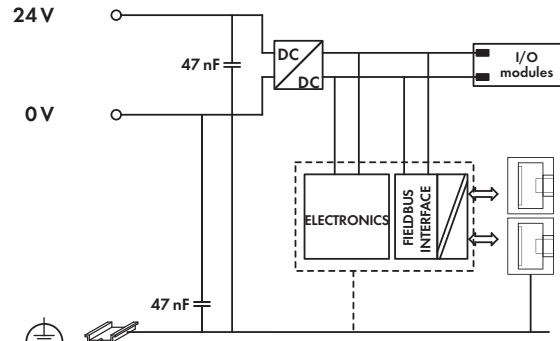 24 V
47 nF
DC
DC
I/O
modules
0 V
ELECTRONICS
FIELDBUS
INTERFACE
47 nF